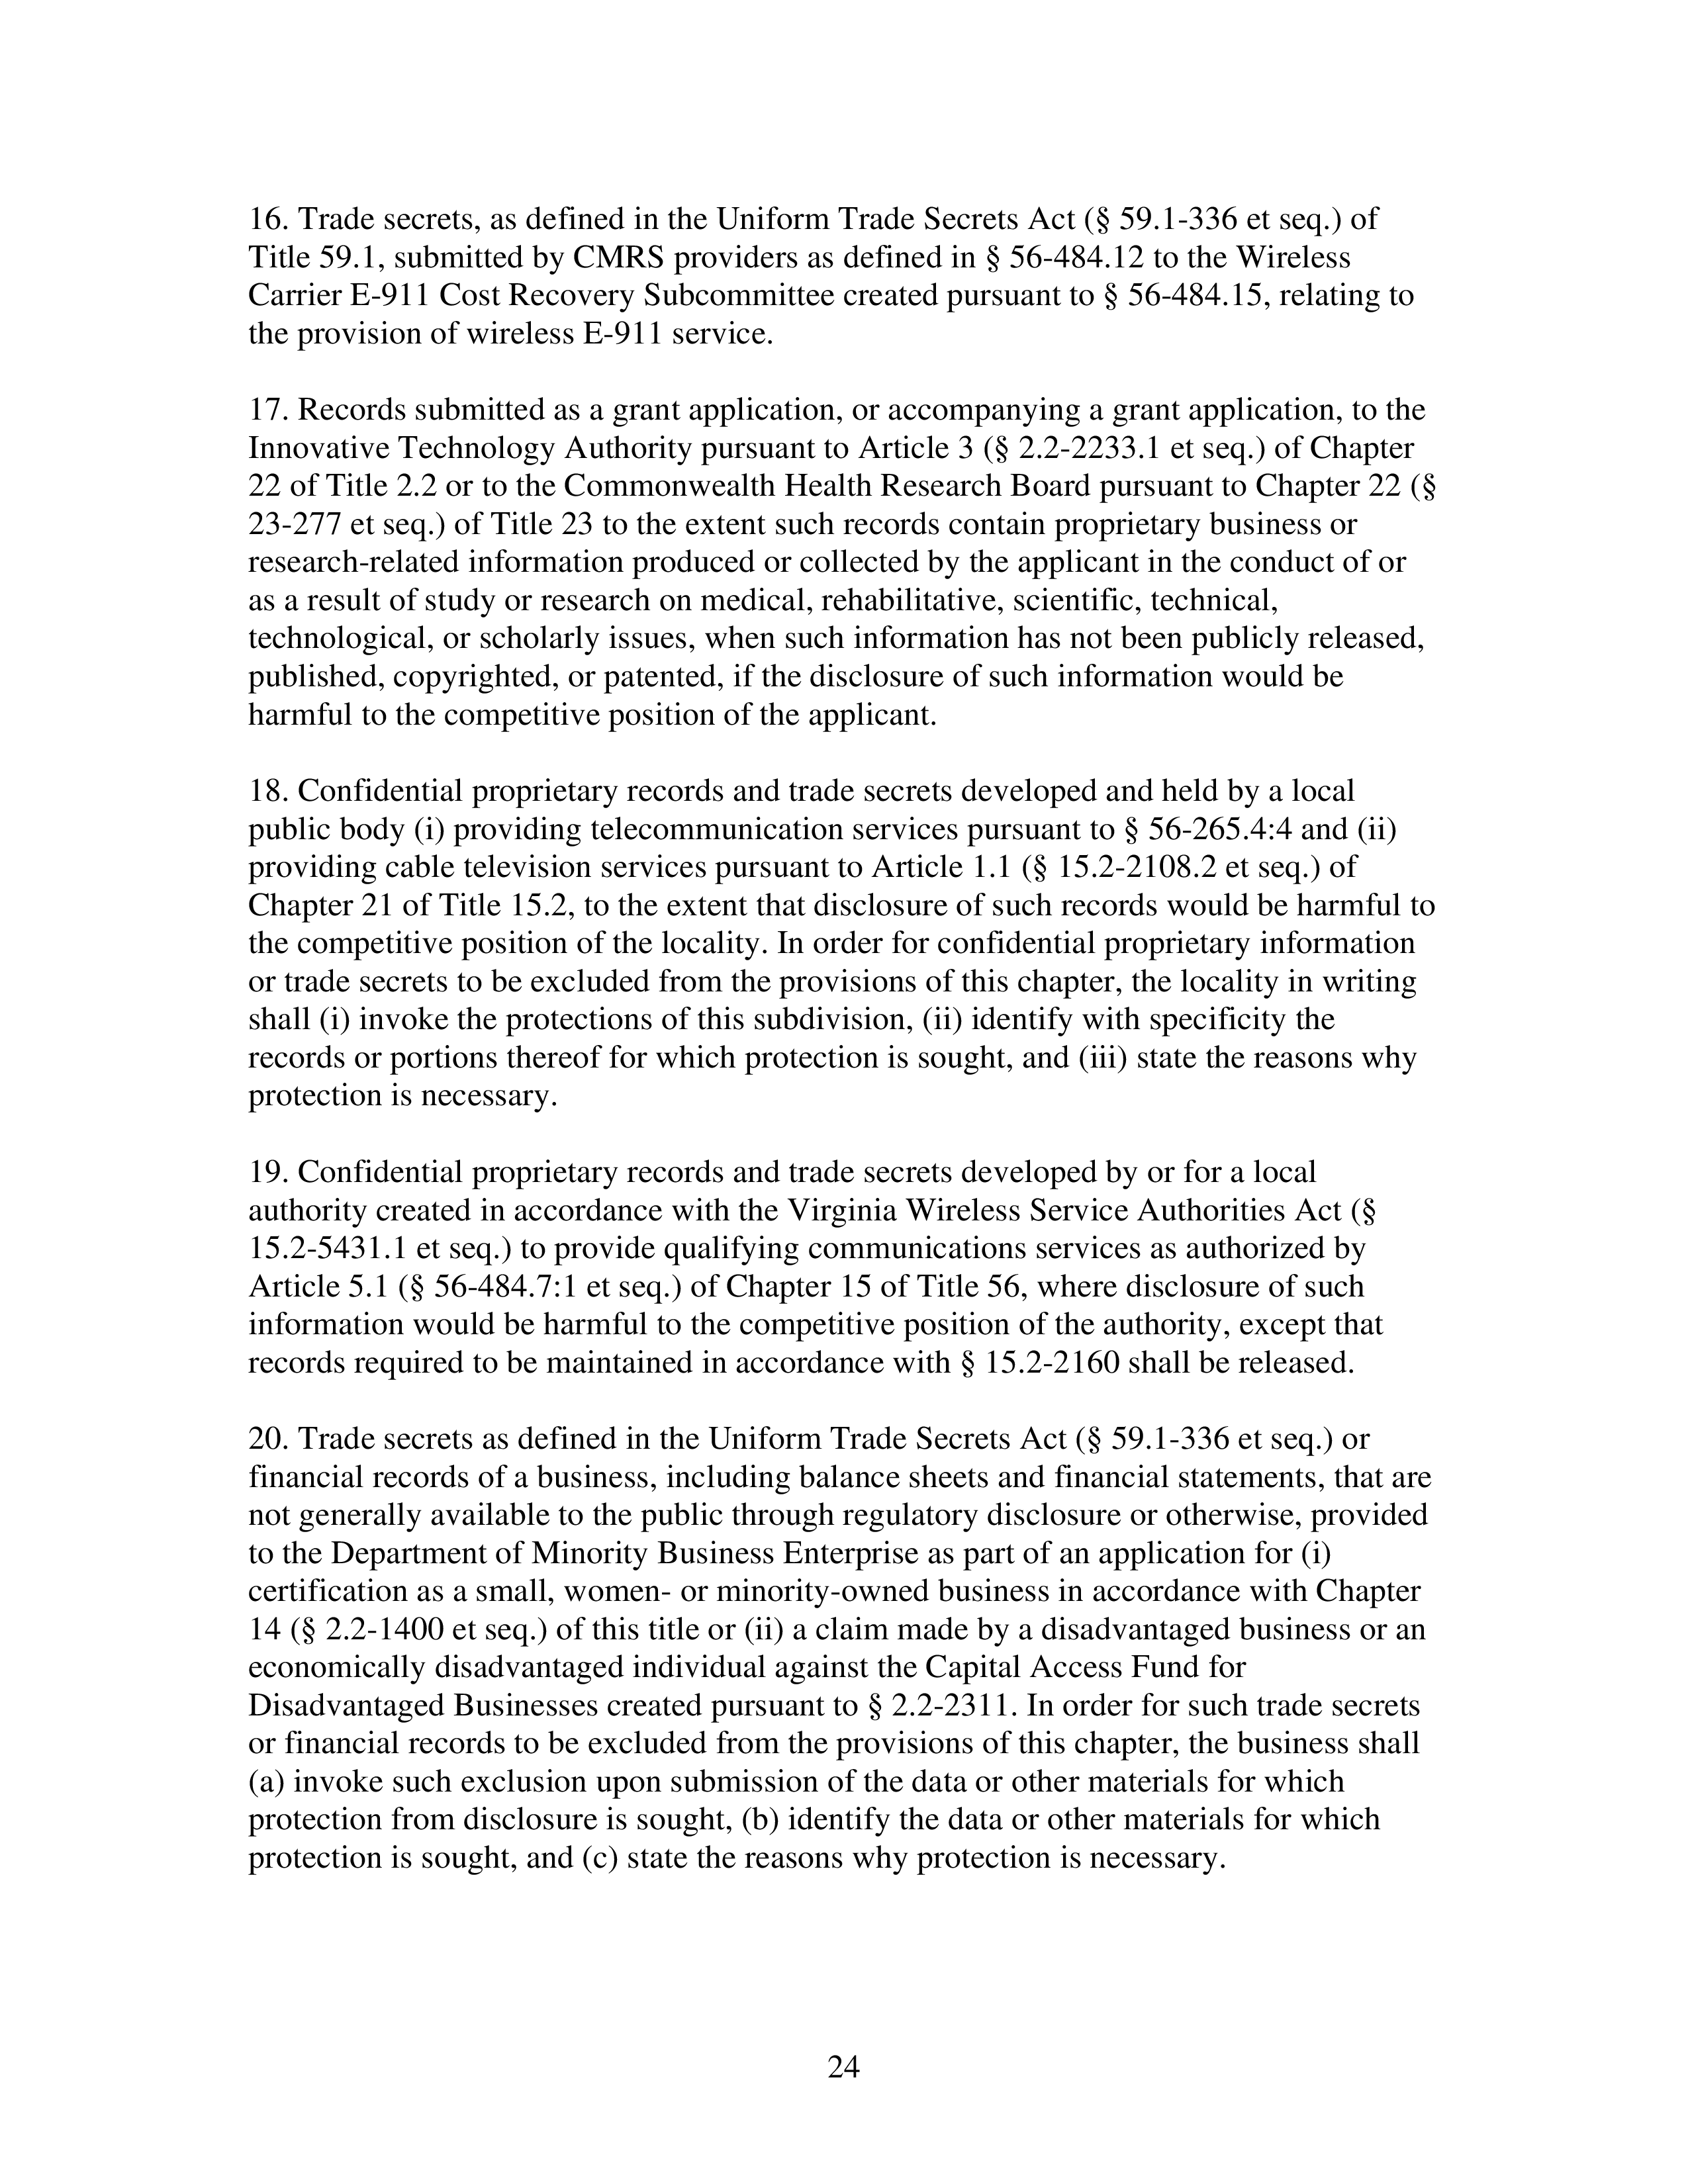 16. Trade secrets, as defined in the Uniform Trade Secrets Act (§ 59.1-336 et seq.) of
Title 59.1, submitted by CMRS providers as defined in § 56-484.12 to the Wireless
Carrier E-911 Cost Recovery Subcommittee created pursuant to § 56-484.15, relating to
the provision of wireless E-911 service.
17. Records submitted as a grant application, or accompanying a grant application, to the
Innovative Technology Authority pursuant to Article 3 (§ 2.2-2233.1 et seq.) of Chapter
22 of Title 2.2 or to the Commonwealth Health Research Board pursuant to Chapter 22 (§
23-277 et seq.) of Title 23 to the extent such records contain proprietary business or
research-related information produced or collected by the applicant in the conduct of or
as a result of study or research on medical, rehabilitative, scientific, technical,
technological, or scholarly issues, when such information has not been publicly released,
published, copyrighted, or patented, if the disclosure of such information would be
harmful to the competitive position of the applicant.
18. Confidential proprietary records and trade secrets developed and held by a local
public body (i) providing telecommunication services pursuant to § 56-265.4:4 and (ii)
providing cable television services pursuant to Article 1.1 (§ 15.2-2108.2 et seq.) of
Chapter 21 of Title 15.2, to the extent that disclosure of such records would be harmful to
the competitive position of the locality. In order for confidential proprietary information
or trade secrets to be excluded from the provisions of this chapter, the locality in writing
shall (i) invoke the protections of this subdivision, (ii) identify with specificity the
records or portions thereof for which protection is sought, and (iii) state the reasons why
protection is necessary.
19. Confidential proprietary records and trade secrets developed by or for a local
authority created in accordance with the Virginia Wireless Service Authorities Act (§
15.2-5431.1 et seq.) to provide qualifying communications services as authorized by
Article 5.1 (§ 56-484.7:1 et seq.) of Chapter 15 of Title 56, where disclosure of such
information would be harmful to the competitive position of the authority, except that
records required to be maintained in accordance with § 15.2-2160 shall be released.
20. Trade secrets as defined in the Uniform Trade Secrets Act (§ 59.1-336 et seq.) or
financial records of a business, including balance sheets and financial statements, that are
not generally available to the public through regulatory disclosure or otherwise, provided
to the Department of Minority Business Enterprise as part of an application for (i)
certification as a small, women- or minority-owned business in accordance with Chapter
14 (§ 2.2-1400 et seq.) of this title or (ii) a claim made by a disadvantaged business or an
economically disadvantaged individual against the Capital Access Fund for
Disadvantaged Businesses created pursuant to § 2.2-2311. In order for such trade secrets
or financial records to be excluded from the provisions of this chapter, the business shall
(a) invoke such exclusion upon submission of the data or other materials for which
protection from disclosure is sought, (b) identify the data or other materials for which
protection is sought, and (c) state the reasons why protection is necessary.
24